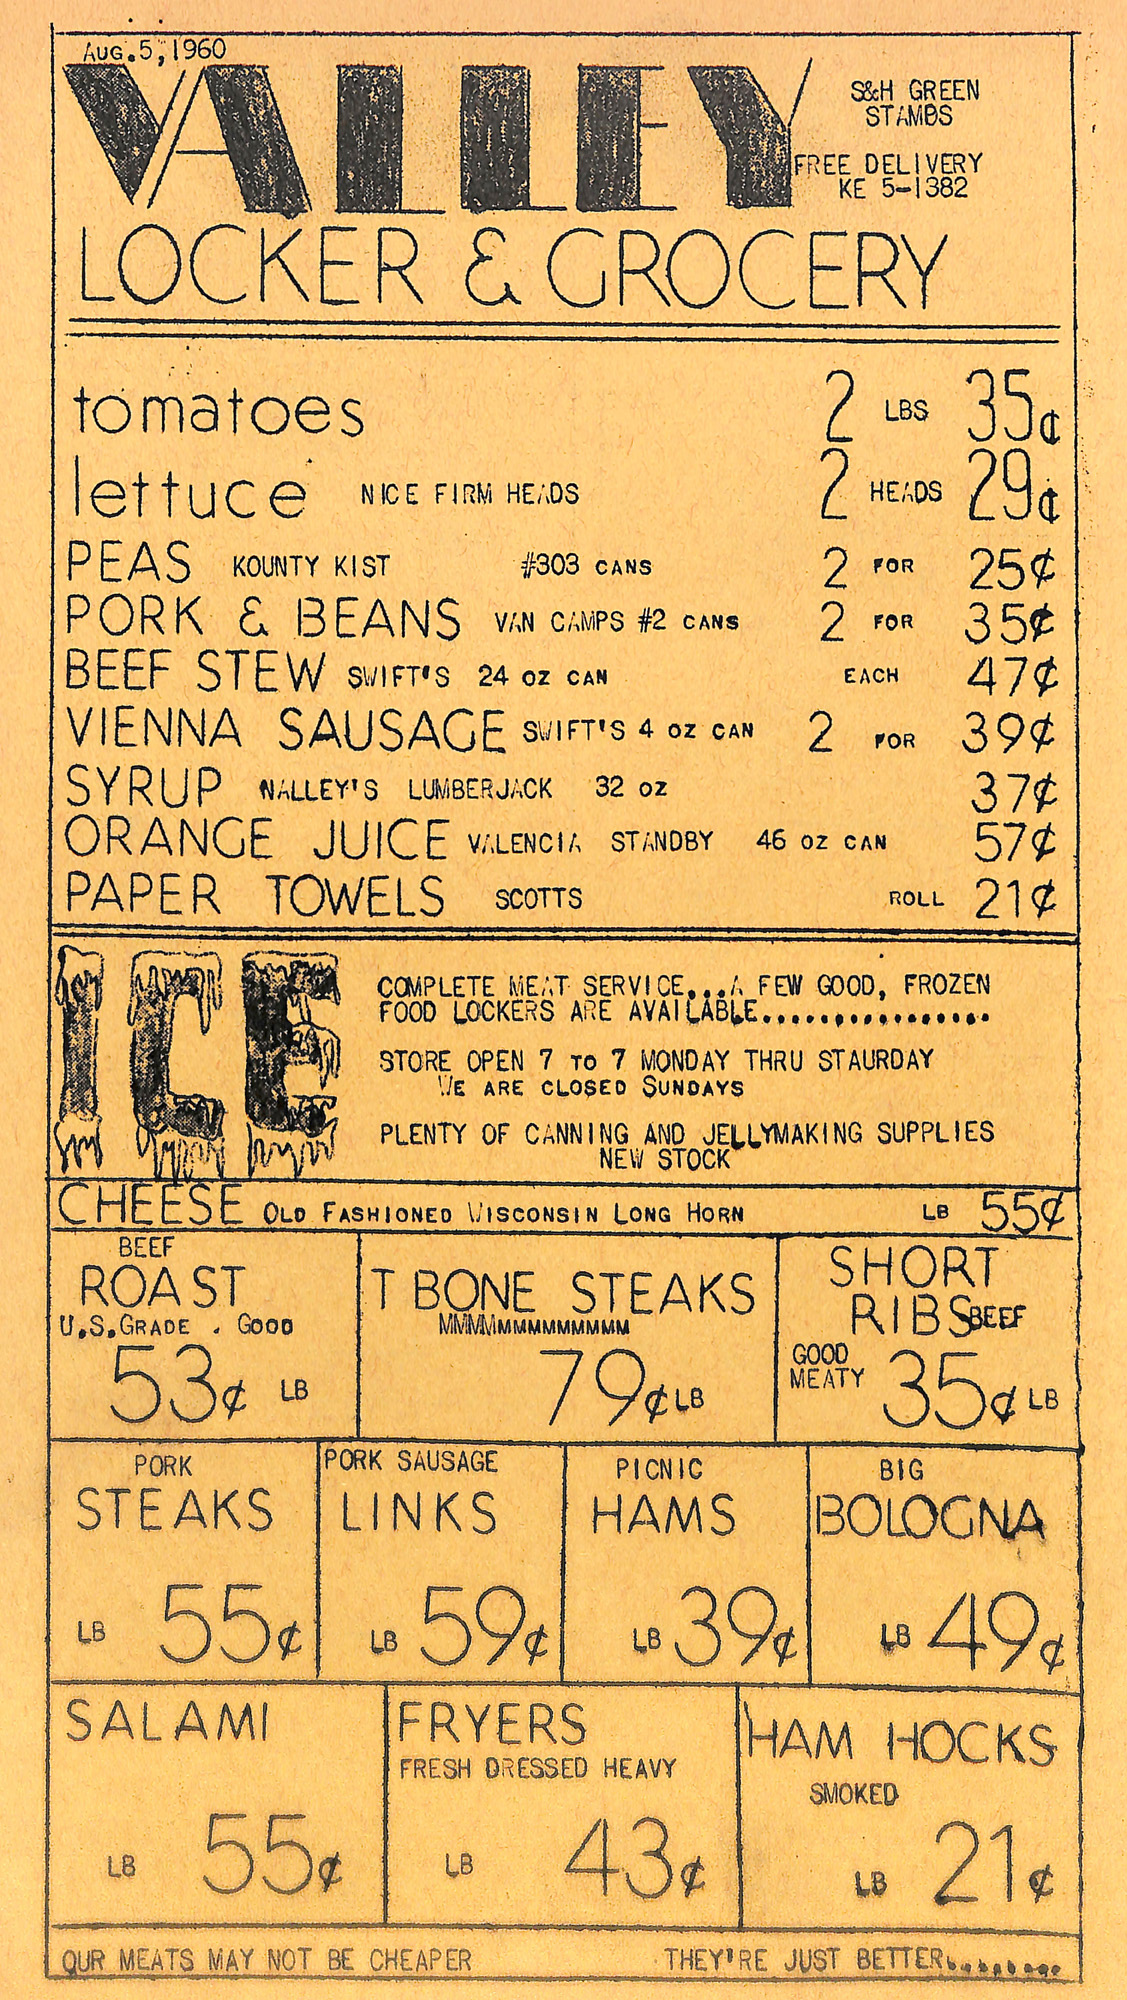 AUG.5,1960
VALLEY
S&H GREEN
STAMPS
FREE DELIVERY
KE 5-1382
LOCKER & GROCERY
tomatoes 2 LBS 35¢
lettuce NICE FIRM HEADS 2 HEADS 29¢
PEAS KOUNTY KIST #303 CANS 2 FOR 25¢
PORK & BEANS VAN CAMPS #2 CANS 2 FOR 35¢
BEEF STEW SWIFT'S 24 OZ CAN EACH 47¢
VIENNA SAUSAGE SWIFT'S 4 OZ CAN 2 FOR 39¢
SYRUP NALLEY'S LUMBERJACK 32 OZ 37¢
ORANGE JUICE VALENCIA STANDBY 46 OZ CAN 57¢
PAPER TOWELS SCOTTS ROLL 21¢
ICE
COMPLETE MEAT SERVICE...A FEW GOOD, FROZEN
FOOD LOCKERS ARE AVAILABLE................
STORE OPEN 7 TO 7 MONDAY THRU STAURDAY
WE ARE CLOSED SUNDAYS
PLENTY OF CANNING AND JELLYMAKING SUPPLIES
NEW STOCK
CHEESE OLD FASHIONED WISCONSIN LONG HORN LB 55¢
BEEF
ROAST
U.S.GRADE . GOOD
53¢ LB
T BONE STEAKS
MMMMMMMMMMMMMM
79¢ LB
SHORT
RIBS BEEF
GOOD
MEATY
35¢ LB
PORK
STEAKS
LB 55¢
PORK SAUSAGE
LINKS
LB 59¢
PICNIC
HAMS
LB 39¢
BIG
BOLOGNA
LB 49¢
SALAMI
LB 55¢
FRYERS
FRESH DRESSED HEAVY
LB 43¢
HAM HOCKS
SMOKED
LB 21¢
OUR MEATS MAY NOT BE CHEAPER THEY'RE JUST BETTER.........